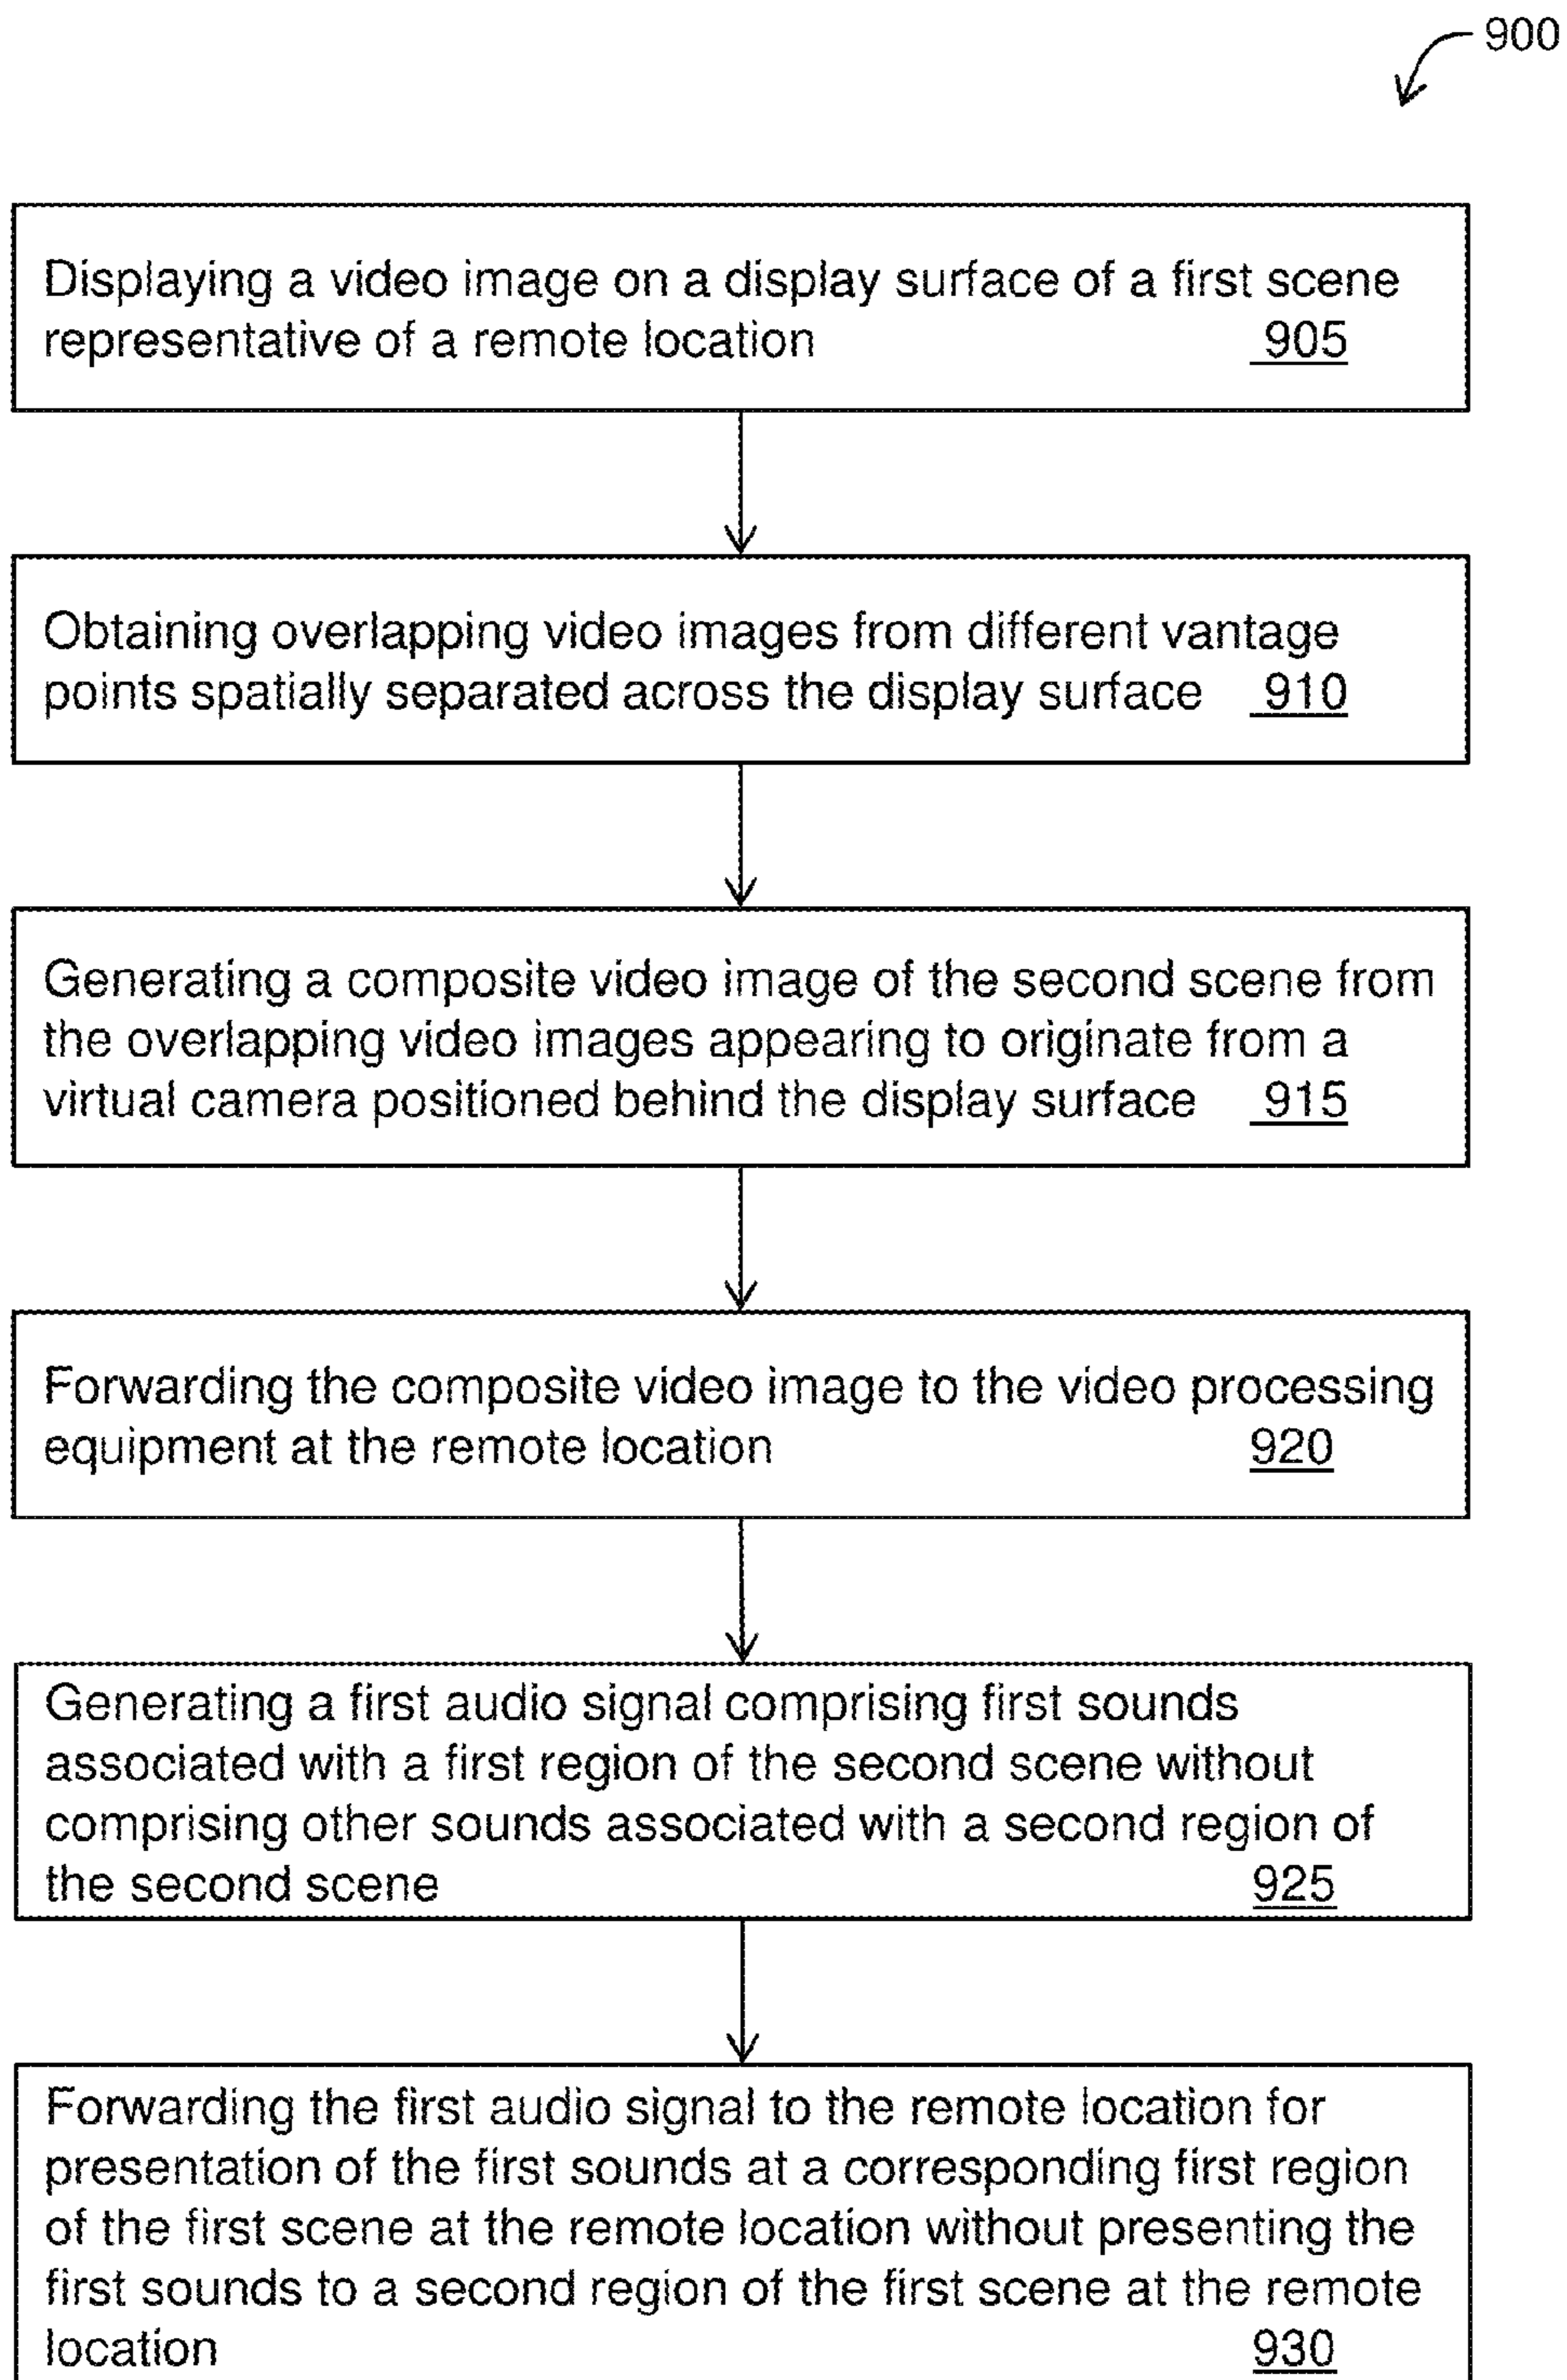 900
Displaying a video image on a display surface of a first scene
representative of a remote location 905
Obtaining overlapping video images from different vantage
points spatially separated across the display surface 910
Generating a composite video image of the second scene from
the overlapping video images appearing to originate from a
virtual camera positioned behind the display surface 915
Forwarding the composite video image to the video processing
equipment at the remote location 920
Generating a first audio signal comprising first sounds
associated with a first region of the second scene without
comprising other sounds associated with a second region of
the second scene 925
Forwarding the first audio signal to the remote location for
presentation of the first sounds at a corresponding first region
of the first scene at the remote location without presenting the
first sounds to a second region of the first scene at the remote
location 930